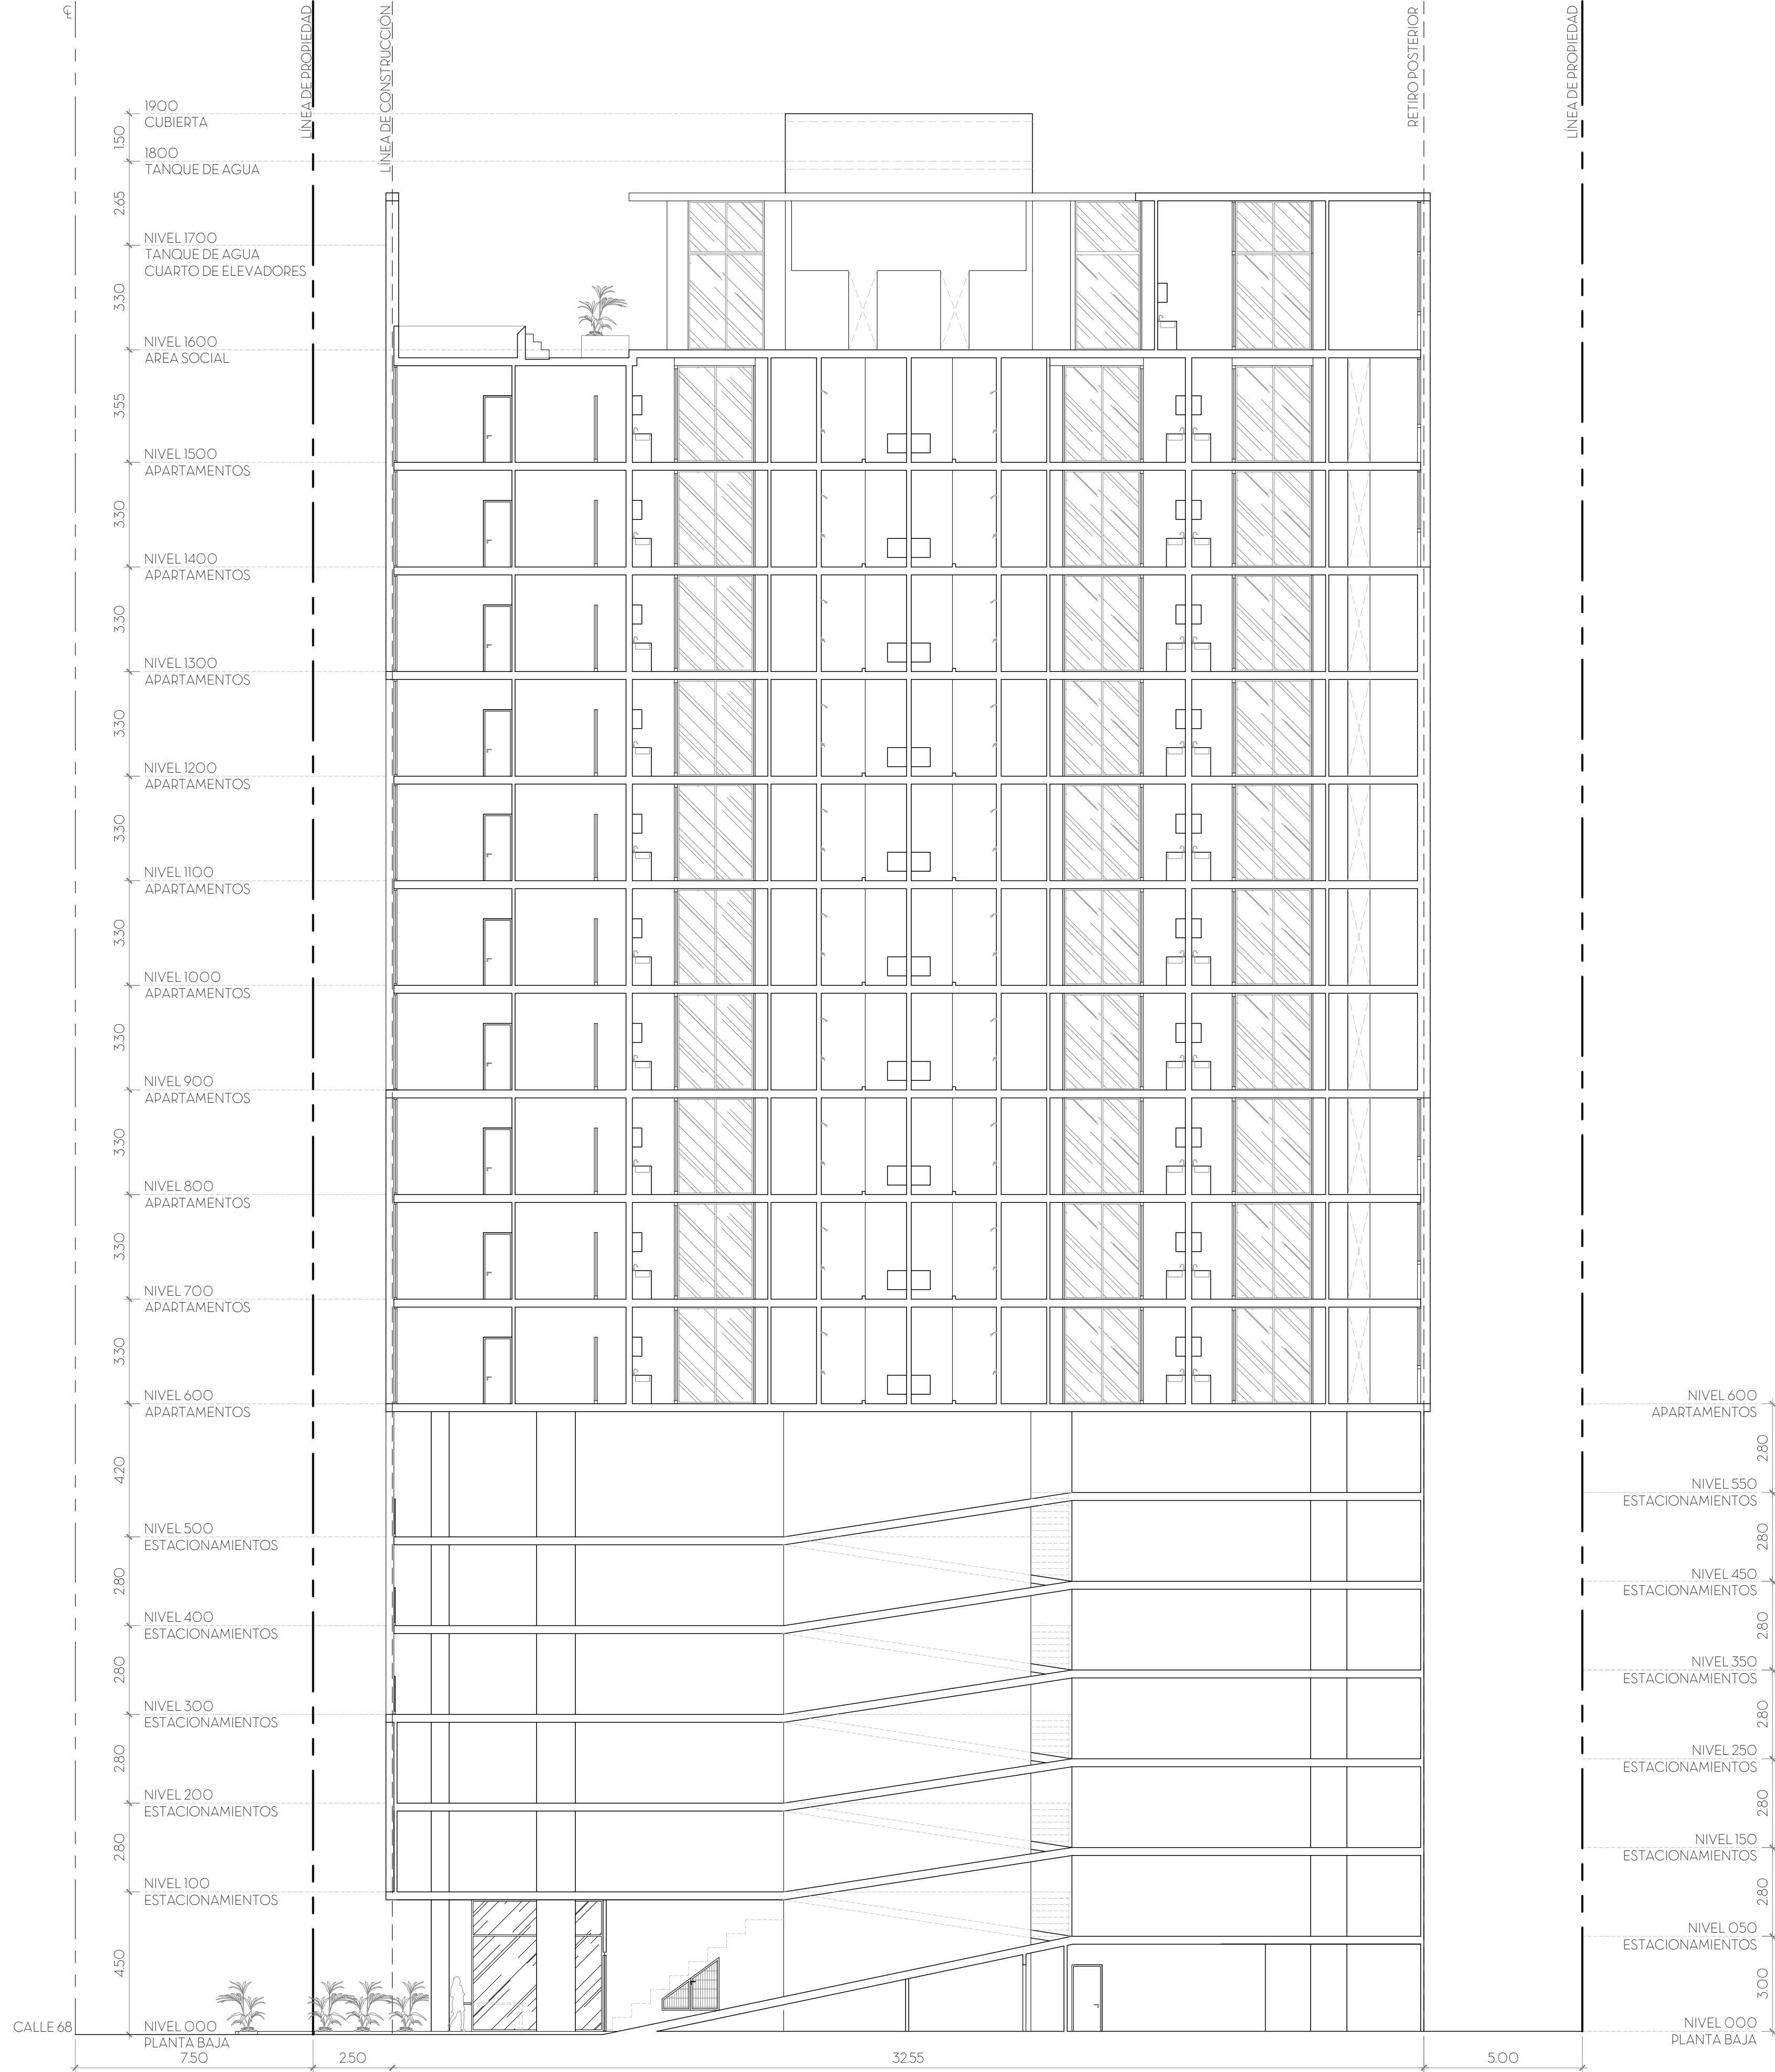 ℄
LÍNEA DE PROPIEDAD
LÍNEA DE CONSTRUCCIÓN
RETIRO POSTERIOR
LÍNEA DE PROPIEDAD
1900
CUBIERTA
1.50
1800
TANQUE DE AGUA
2.65
NIVEL 1700
TANQUE DE AGUA
CUARTO DE ELEVADORES
3.30
NIVEL 1600
AREA SOCIAL
3.55
NIVEL 1500
APARTAMENTOS
3.30
NIVEL 1400
APARTAMENTOS
3.30
NIVEL 1300
APARTAMENTOS
3.30
NIVEL 1200
APARTAMENTOS
3.30
NIVEL 1100
APARTAMENTOS
3.30
NIVEL 1000
APARTAMENTOS
3.30
NIVEL 900
APARTAMENTOS
3.30
NIVEL 800
APARTAMENTOS
3.30
NIVEL 700
APARTAMENTOS
3.30
NIVEL 600
APARTAMENTOS
4.20
NIVEL 500
ESTACIONAMIENTOS
2.80
NIVEL 400
ESTACIONAMIENTOS
2.80
NIVEL 300
ESTACIONAMIENTOS
2.80
NIVEL 200
ESTACIONAMIENTOS
2.80
NIVEL 100
ESTACIONAMIENTOS
4.50
CALLE 68
NIVEL 000
PLANTA BAJA
NIVEL 600
APARTAMENTOS
2.80
NIVEL 550
ESTACIONAMIENTOS
2.80
NIVEL 450
ESTACIONAMIENTOS
2.80
NIVEL 350
ESTACIONAMIENTOS
2.80
NIVEL 250
ESTACIONAMIENTOS
2.80
NIVEL 150
ESTACIONAMIENTOS
2.80
NIVEL 050
ESTACIONAMIENTOS
3.00
NIVEL 000
PLANTA BAJA
7.50
2.50
32.55
5.00